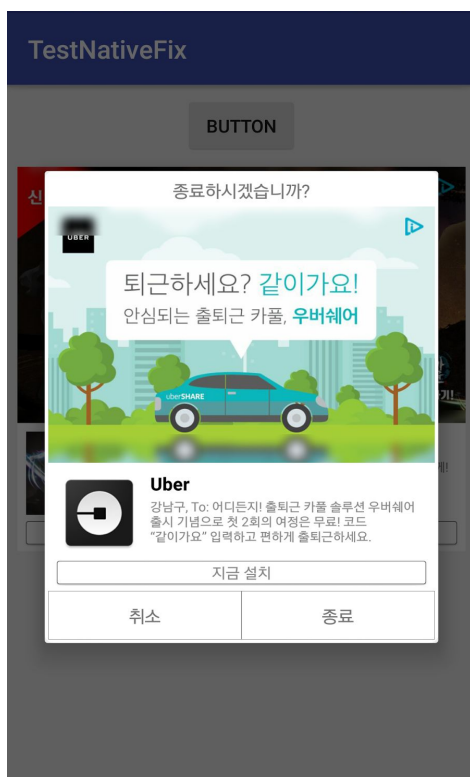 TestNativeFix
BUTTON
신
종료하시겠습니까?
UBER
퇴근하세요? 같이가요!
안심되는 출퇴근 카풀, 우버쉐어
uberSHARE
Uber
강남구, To: 어디든지! 출퇴근 카풀 솔루션 우버쉐어
출시 기념으로 첫 2회의 여정은 무료! 코드
“같이가요” 입력하고 편하게 출퇴근하세요.
지금 설치
취소
종료